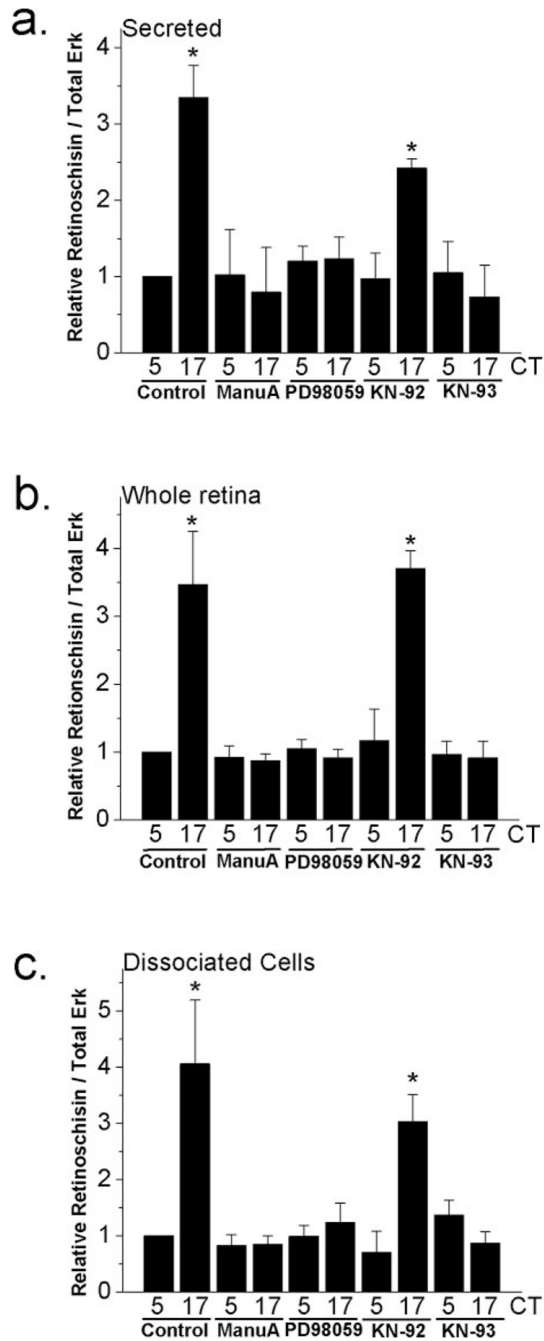 a.
Secreted
Relative Retinoschisin / Total Erk
4
3
2
1
0
*
*
5 17 5 17 5 17 5 17 5 17 CT
Control ManuA PD98059 KN-92 KN-93
b.
Whole retina
Relative Retionschisin / Total Erk
4
3
2
1
0
*
*
5 17 5 17 5 17 5 17 5 17 CT
Control ManuA PD98059 KN-92 KN-93
c.
Dissociated Cells
Relative Retinoschisin / Total Erk
5
4
3
2
1
0
*
*
5 17 5 17 5 17 5 17 5 17 CT
Control ManuA PD98059 KN-92 KN-93